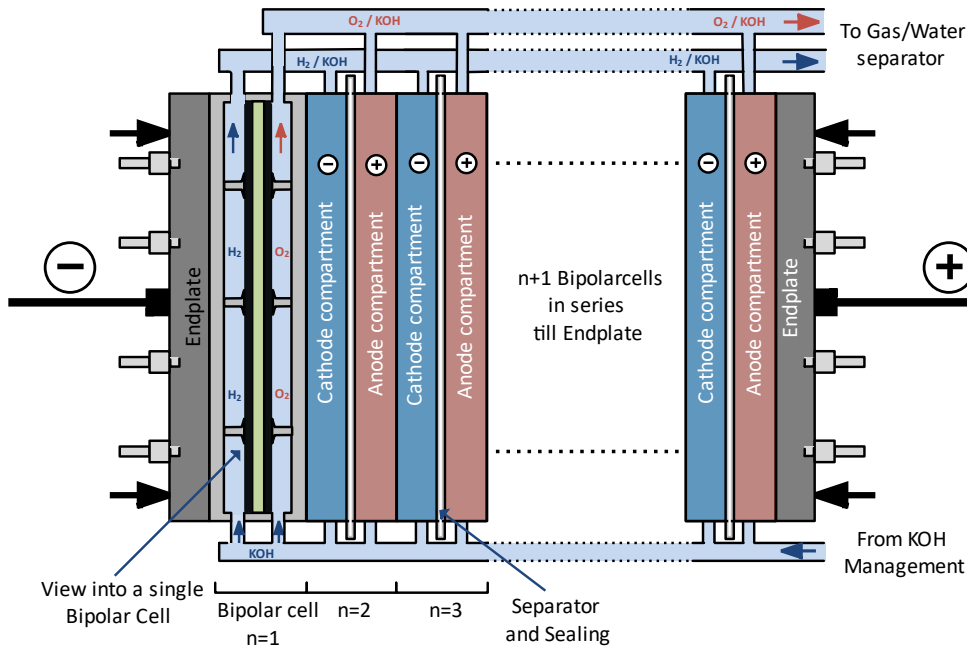 O₂ / KOH
O₂ / KOH
To Gas/Water
separator
H₂ / KOH
H₂ / KOH
−
+
−
+
−
+
−
+
Endplate
H₂
O₂
H₂
O₂
Cathode compartment
Anode compartment
Cathode compartment
Anode compartment
n+1 Bipolarcells
in series
till Endplate
Cathode compartment
Anode compartment
Endplate
KOH
From KOH
Management
View into a single
Bipolar Cell
Bipolar cell
n=1
n=2
n=3
Separator
and Sealing